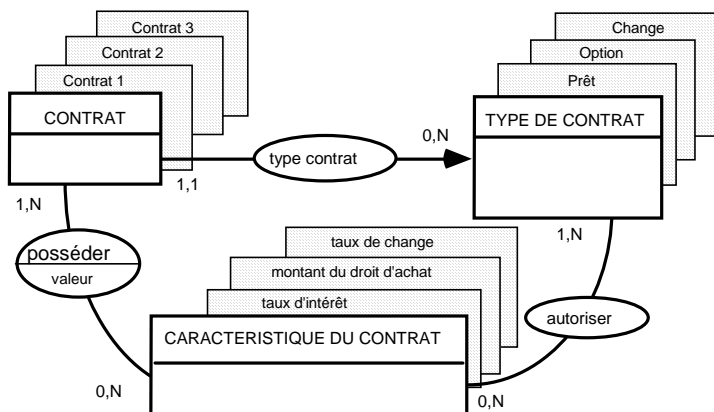 Contrat 3
Contrat 2
Contrat 1
CONTRAT
Change
Option
Prêt
TYPE DE CONTRAT
type contrat
0,N
1,1
1,N
1,N
posséder
valeur
taux de change
montant du droit d'achat
taux d'intérêt
CARACTERISTIQUE DU CONTRAT
autoriser
0,N
0,N